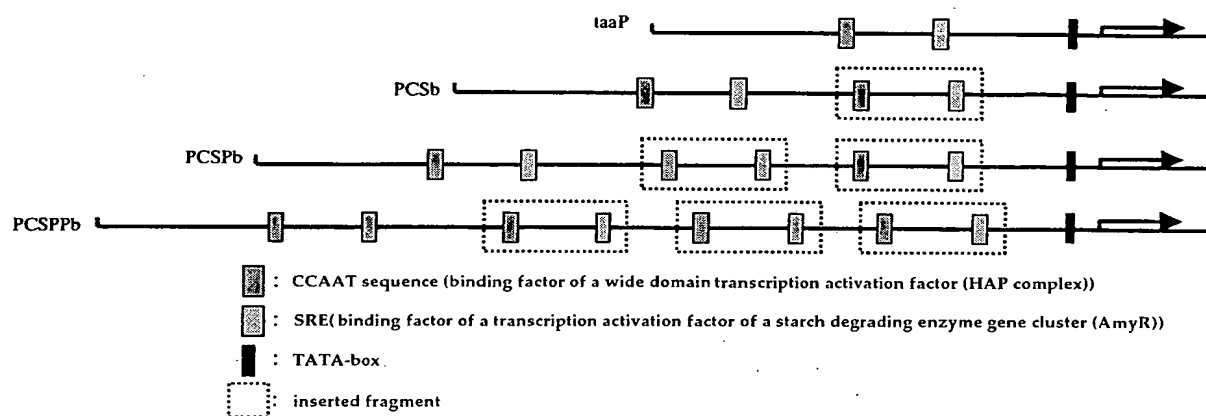 taaP
PCSb
PCSPb
PCSPPb
: CCAAT sequence (binding factor of a wide domain transcription activation factor (HAP complex))
: SRE( binding factor of a transcription activation factor of a starch degrading enzyme gene cluster (AmyR))
: TATA-box
: inserted fragment